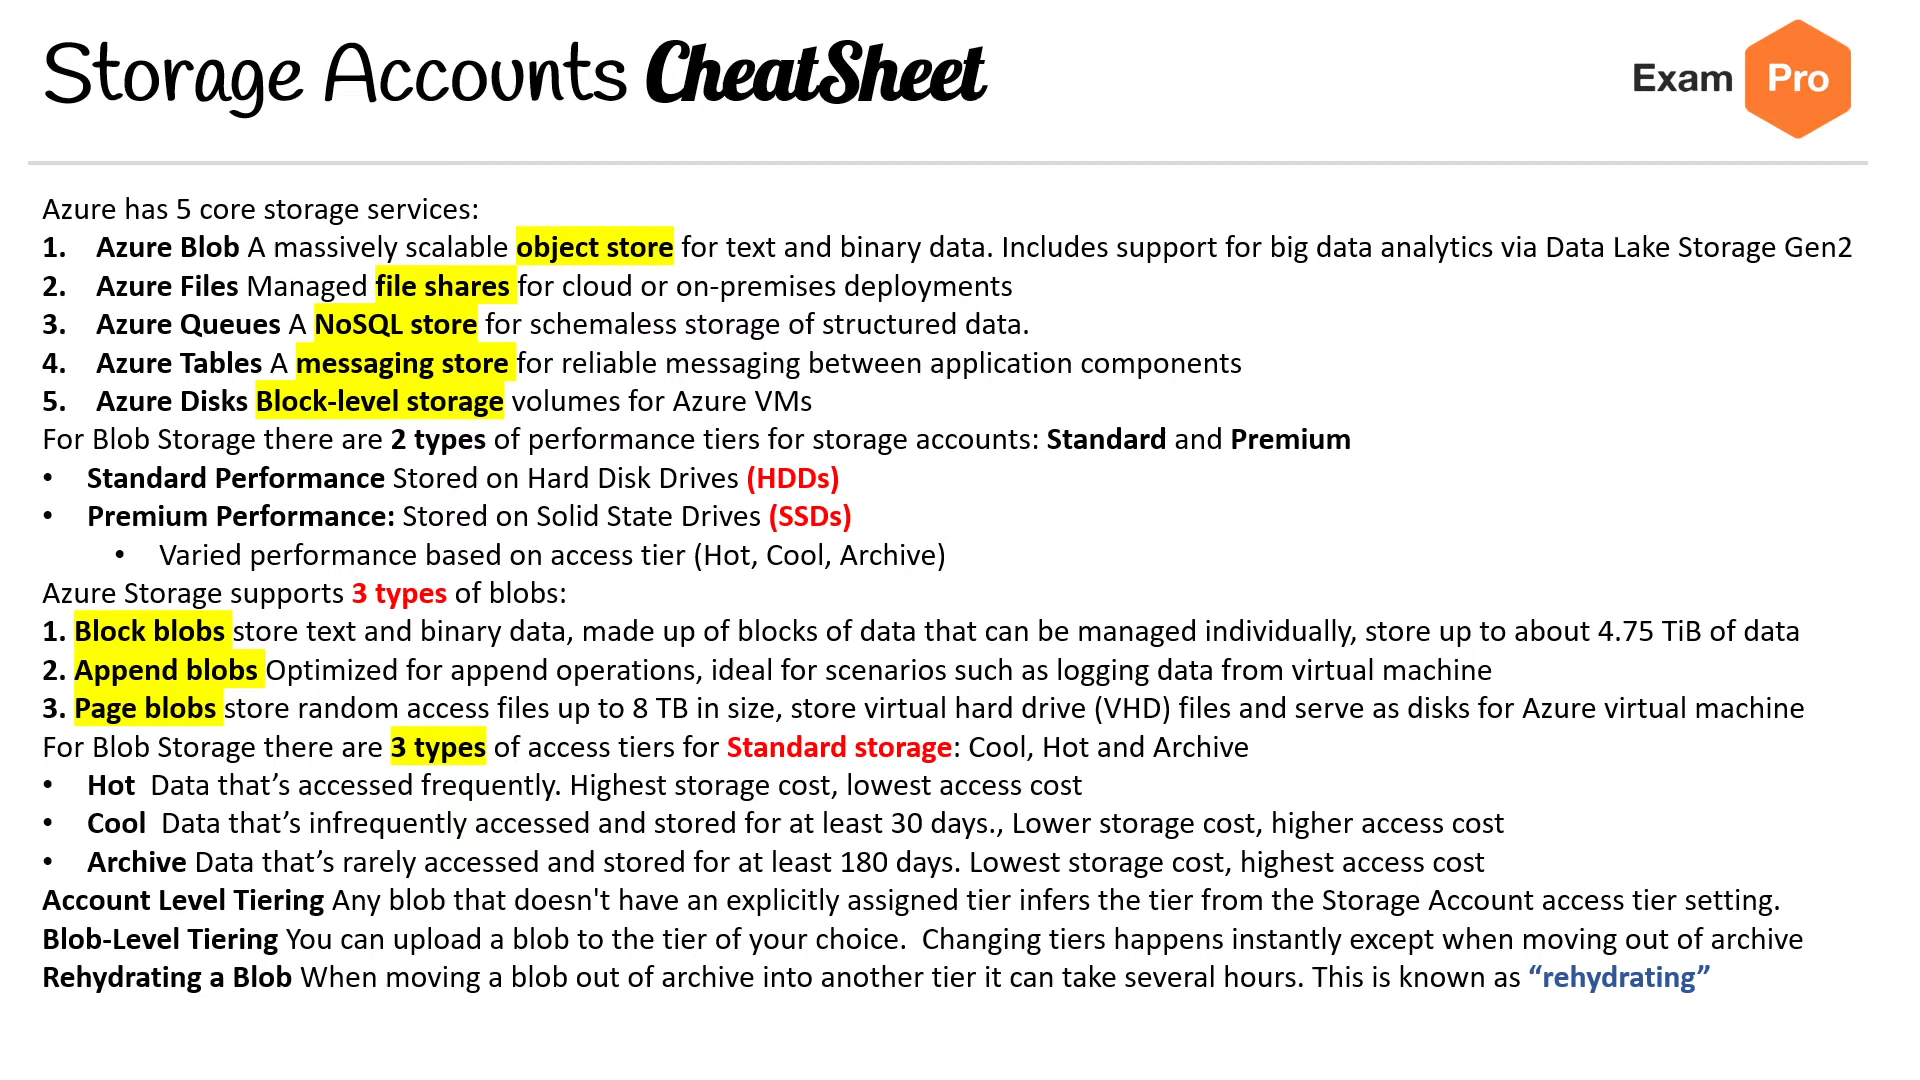 Storage Accounts CheatSheet
Exam Pro
Azure has 5 core storage services:
1. Azure Blob A massively scalable object store for text and binary data. Includes support for big data analytics via Data Lake Storage Gen2
2. Azure Files Managed file shares for cloud or on-premises deployments
3. Azure Queues A NoSQL store for schemaless storage of structured data.
4. Azure Tables A messaging store for reliable messaging between application components
5. Azure Disks Block-level storage volumes for Azure VMs
For Blob Storage there are 2 types of performance tiers for storage accounts: Standard and Premium
• Standard Performance Stored on Hard Disk Drives (HDDs)
• Premium Performance: Stored on Solid State Drives (SSDs)
• Varied performance based on access tier (Hot, Cool, Archive)
Azure Storage supports 3 types of blobs:
1. Block blobs store text and binary data, made up of blocks of data that can be managed individually, store up to about 4.75 TiB of data
2. Append blobs Optimized for append operations, ideal for scenarios such as logging data from virtual machine
3. Page blobs store random access files up to 8 TB in size, store virtual hard drive (VHD) files and serve as disks for Azure virtual machine
For Blob Storage there are 3 types of access tiers for Standard storage: Cool, Hot and Archive
• Hot Data that’s accessed frequently. Highest storage cost, lowest access cost
• Cool Data that’s infrequently accessed and stored for at least 30 days., Lower storage cost, higher access cost
• Archive Data that’s rarely accessed and stored for at least 180 days. Lowest storage cost, highest access cost
Account Level Tiering Any blob that doesn't have an explicitly assigned tier infers the tier from the Storage Account access tier setting.
Blob-Level Tiering You can upload a blob to the tier of your choice. Changing tiers happens instantly except when moving out of archive
Rehydrating a Blob When moving a blob out of archive into another tier it can take several hours. This is known as “rehydrating”